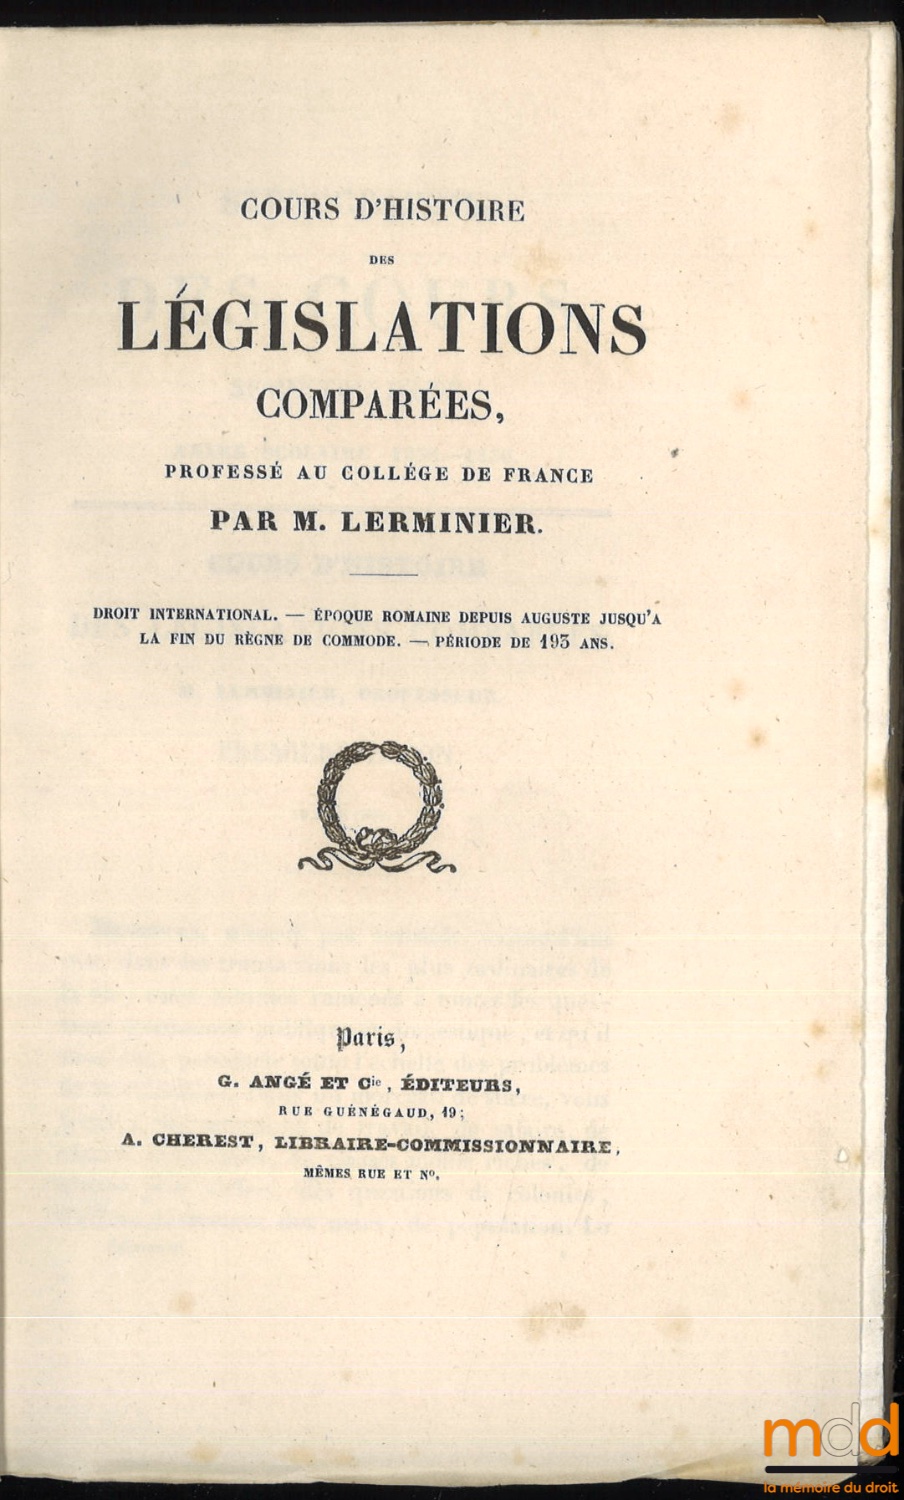 COURS D'HISTOIRE
DES
LÉGISLATIONS
COMPARÉES,
PROFESSÉ AU COLLÉGE DE FRANCE
PAR M. LERMINIER.
DROIT INTERNATIONAL. — ÉPOQUE ROMAINE DEPUIS AUGUSTE JUSQU'A
LA FIN DU RÈGNE DE COMMODE. — PÉRIODE DE 193 ANS.
Paris,
G. ANGÉ ET Cie, ÉDITEURS,
RUE GUÉNÉGAUD, 19;
A. CHEREST, LIBRAIRE-COMMISSIONNAIRE,
MÊMES RUE ET No.
mdd
la mémoire du droit